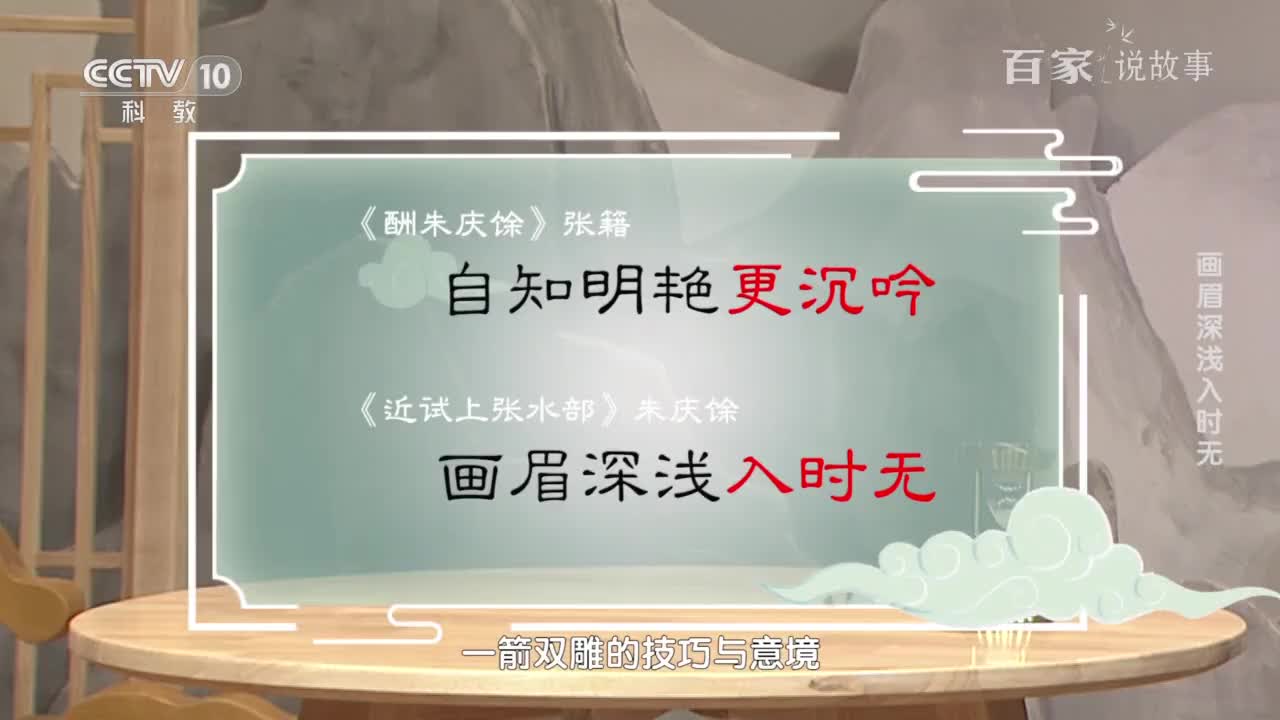 CCTV 10
科教
百家说故事
《酬朱庆馀》张籍
自知明艳更沉吟
《近试上张水部》朱庆馀
画眉深浅入时无
画眉深浅入时无
一箭双雕的技巧与意境